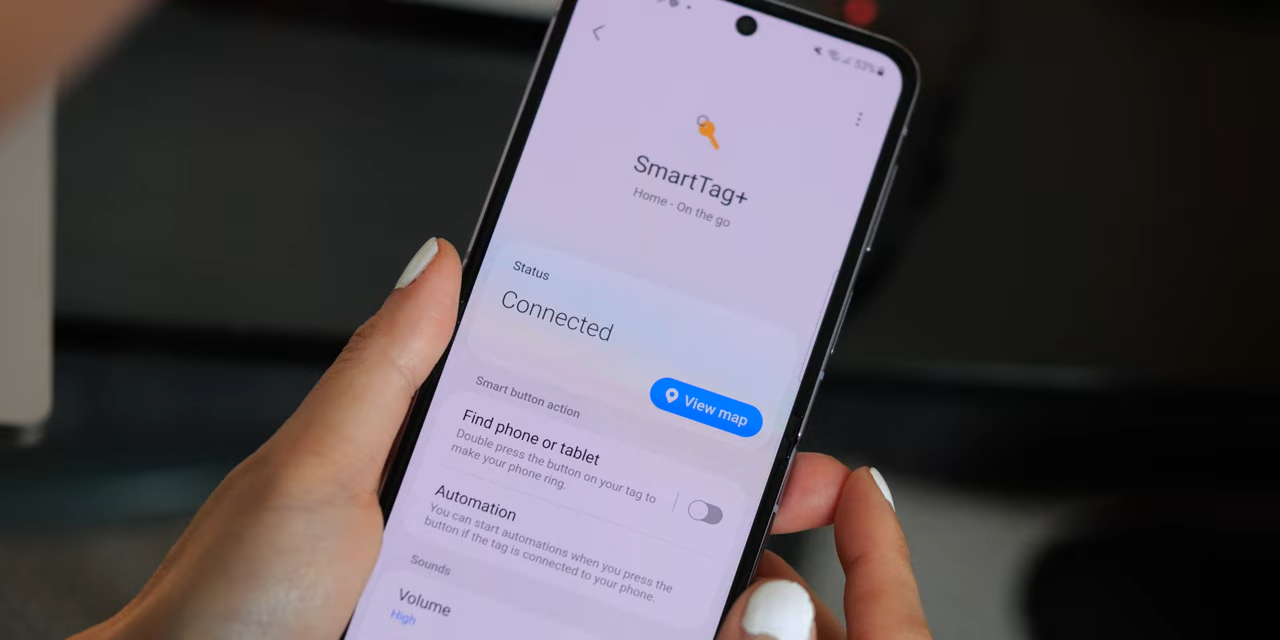 53%
SmartTag+
Home - On the go
Status
Connected
View map
Smart button action
Find phone or tablet
Double press the button on your tag to
make your phone ring.
Automation
You can start automations when you press the
button if the tag is connected to your phone.
Sounds
Volume
High